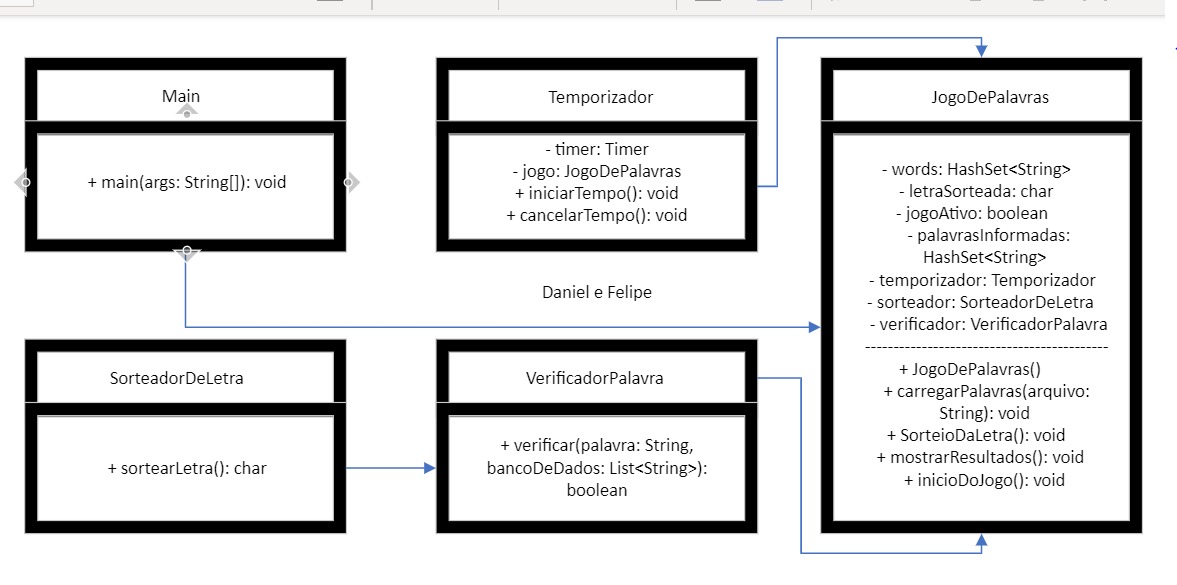 Main
+ main(args: String[]): void
Temporizador
- timer: Timer
- jogo: JogoDePalavras
+ iniciarTempo(): void
+ cancelarTempo(): void
JogoDePalavras
- words: HashSet<String>
- letraSorteada: char
- jogoAtivo: boolean
- palavrasInformadas:
HashSet<String>
- temporizador: Temporizador
- sorteador: SorteadorDeLetra
- verificador: VerificadorPalavra
------------------------------------------
+ JogoDePalavras()
+ carregarPalavras(arquivo:
String): void
+ SorteioDaLetra(): void
+ mostrarResultados(): void
+ inicioDoJogo(): void
Daniel e Felipe
SorteadorDeLetra
+ sortearLetra(): char
VerificadorPalavra
+ verificar(palavra: String,
bancoDeDados: List<String>):
boolean